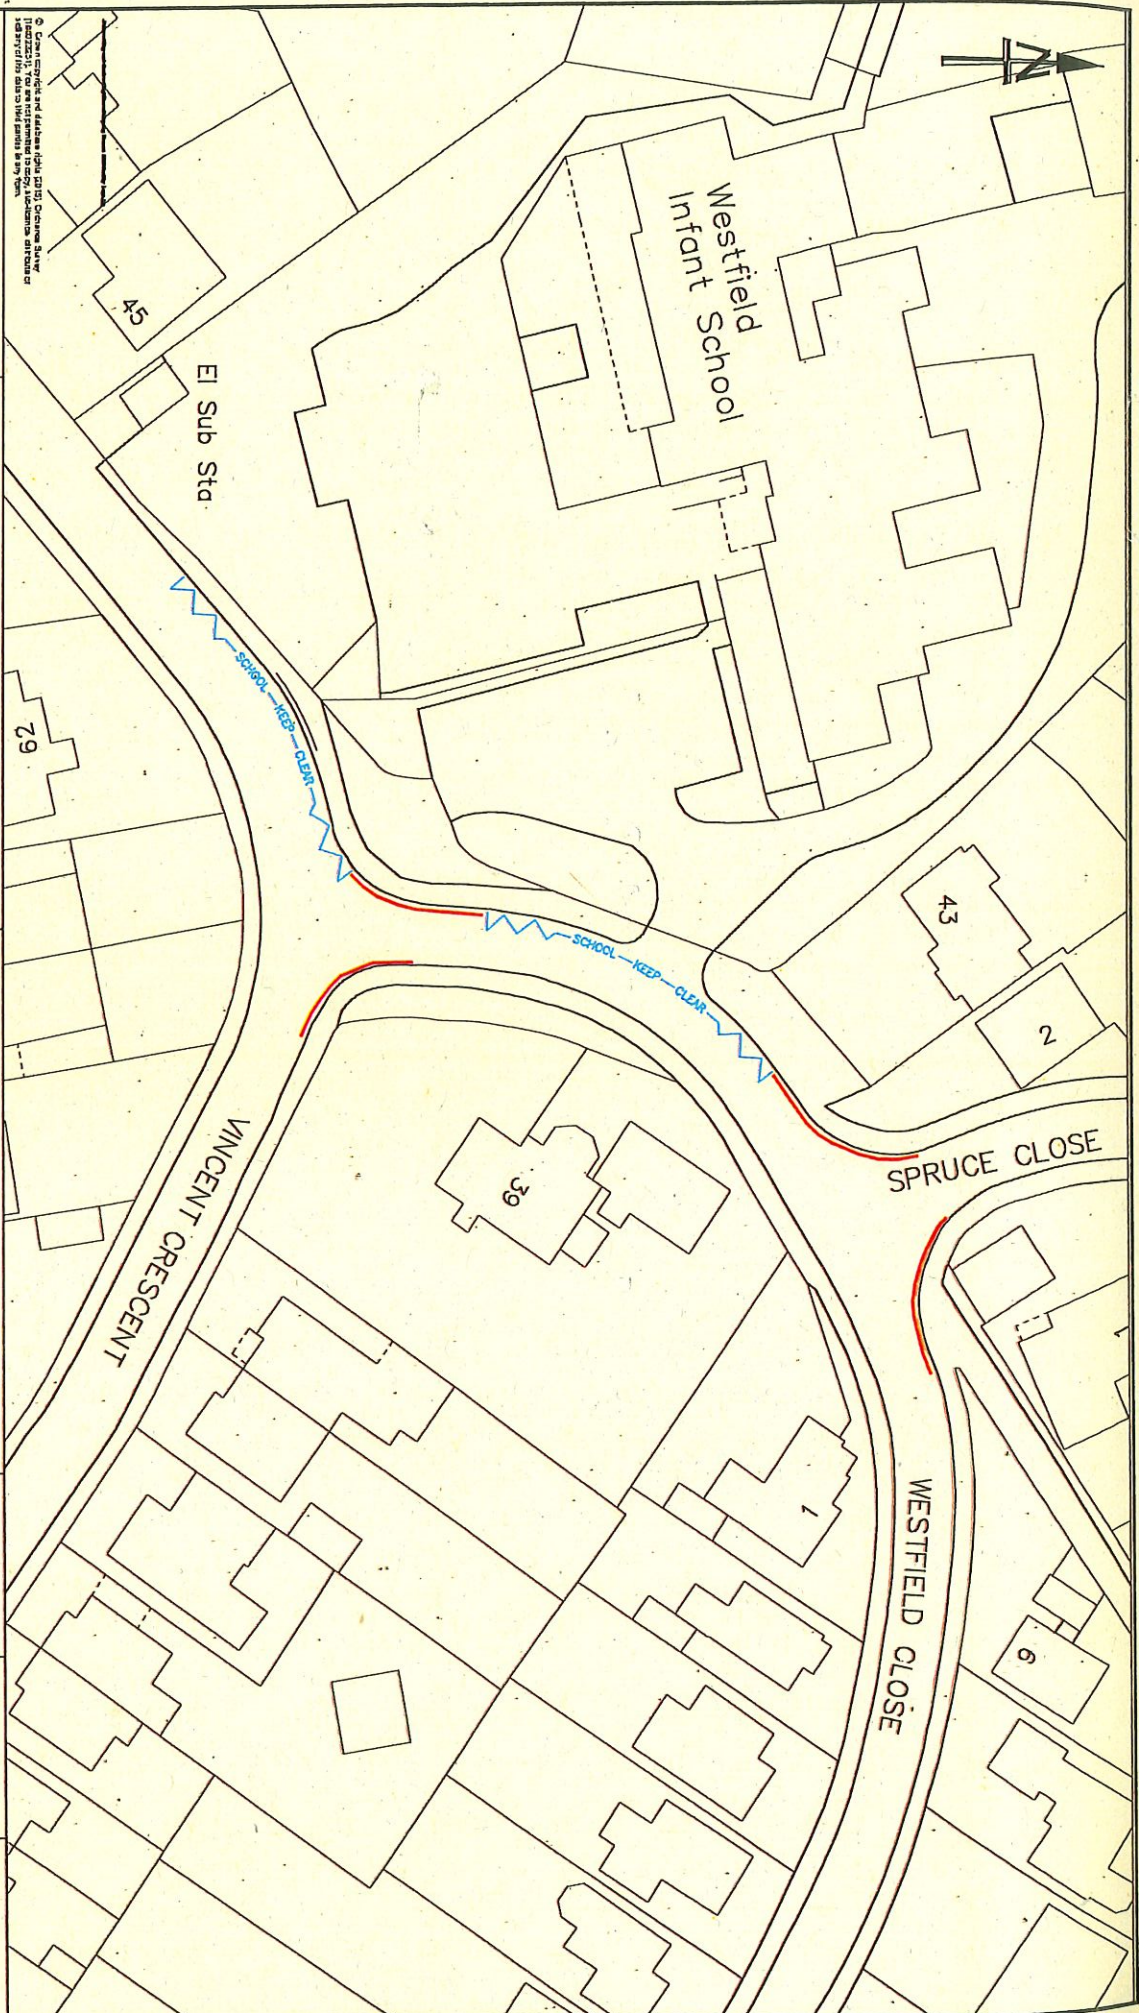 N
Westfield
Infant School
El Sub Sta
45
SCHOOL KEEP CLEAR
SCHOOL KEEP CLEAR
43
2
SPRUCE CLOSE
62
39
1
1
VINCENT CRESCENT
WESTFIELD CLOSE
6